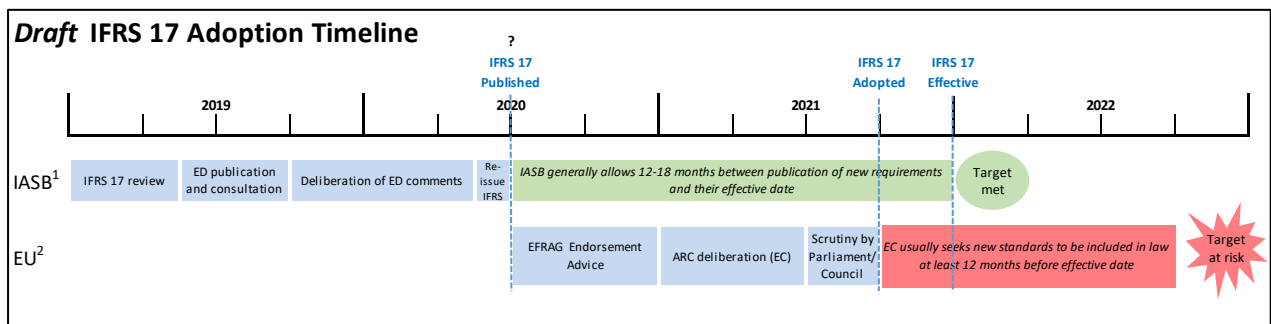 Draft IFRS 17 Adoption Timeline
?
IFRS 17
Published
IFRS 17
Adopted
IFRS 17
Effective
2019
2020
2021
2022
IASB1
IFRS 17 review
ED publication
and consultation
Deliberation of ED comments
Re-
issue
IFRS
IASB generally allows 12-18 months between publication of new requirements
and their effective date
Target
met
EU2
EFRAG Endorsement
Advice
ARC deliberation (EC)
Scrutiny by
Parliament/
Council
EC usually seeks new standards to be included in law
at least 12 months before effective date
Target
at risk